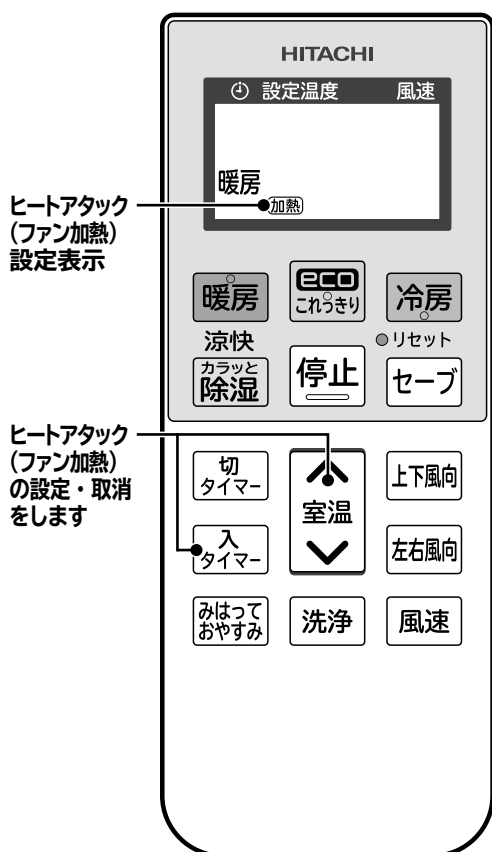 HITACHI
設定温度 風速
暖房
加熱
ヒートアタック
(ファン加熱)
設定表示
暖房
eco
これっきり
冷房
涼快
カラッと
除湿
停止
リセット
セーブ
ヒートアタック
(ファン加熱)
の設定・取消
をします
切
タイマー
室温
上下風向
入
タイマー
左右風向
みはって
おやすみ
洗浄
風速